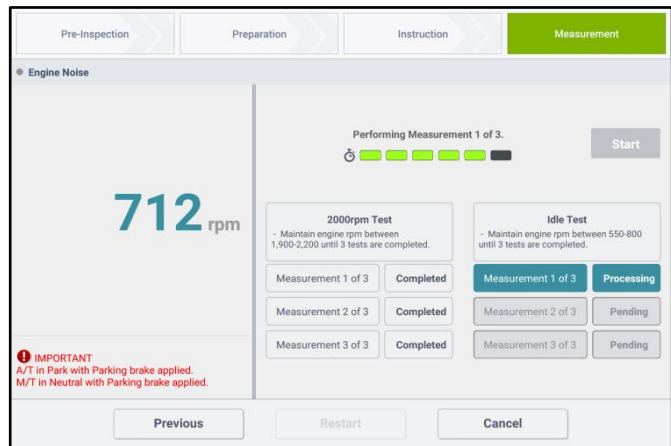 Pre-Inspection
Preparation
Instruction
Measurement
Engine Noise
Performing Measurement 1 of 3.
Start
712 rpm
2000rpm Test
- Maintain engine rpm between
1,900-2,200 until 3 tests are completed.
Idle Test
- Maintain engine rpm between 550-800
until 3 tests are completed.
Measurement 1 of 3 Completed
Measurement 1 of 3 Processing
Measurement 2 of 3 Completed
Measurement 2 of 3 Pending
Measurement 3 of 3 Completed
Measurement 3 of 3 Pending
IMPORTANT
A/T in Park with Parking brake applied.
M/T in Neutral with Parking brake applied.
Previous
Restart
Cancel